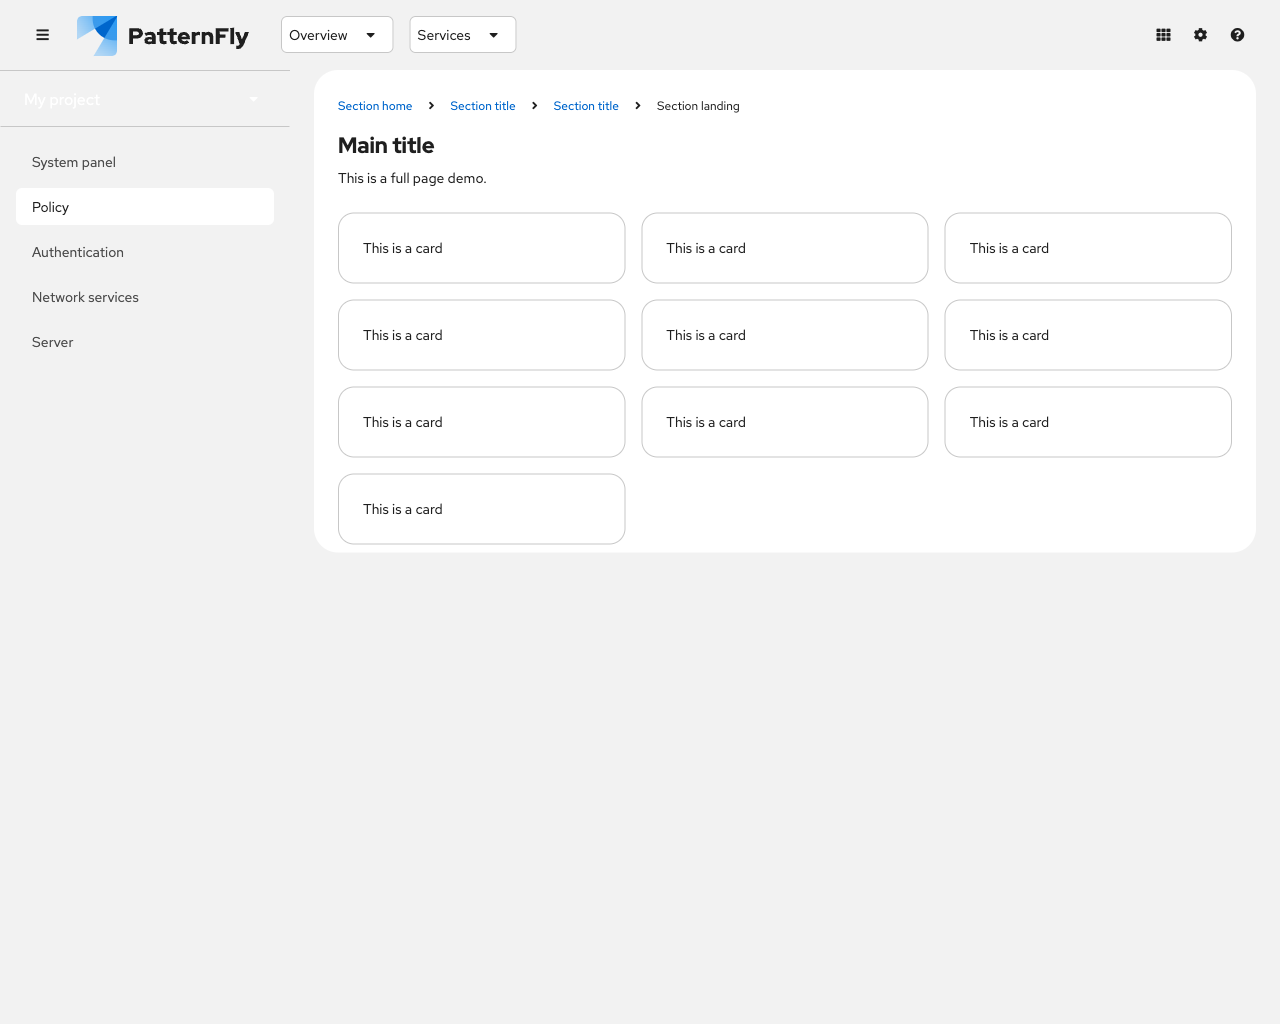 PatternFly
Overview
Services
My project
System panel
Policy
Authentication
Network services
Server
Section home
Section title
Section title
Section landing
Main title
This is a full page demo.
This is a card
This is a card
This is a card
This is a card
This is a card
This is a card
This is a card
This is a card
This is a card
This is a card